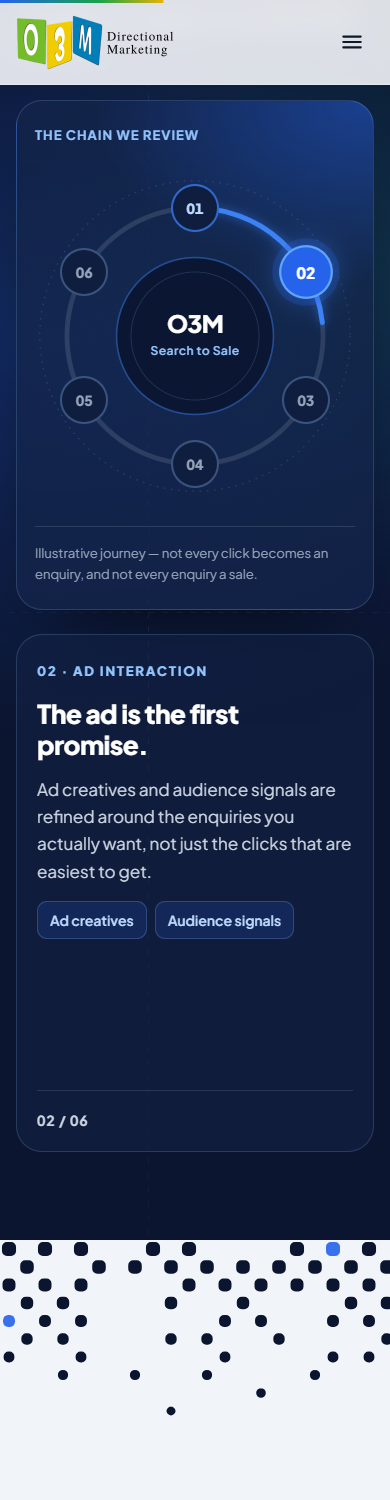 O3M Directional
Marketing
THE CHAIN WE REVIEW
01
06
02
O3M
Search to Sale
05
03
04
Illustrative journey — not every click becomes an
enquiry, and not every enquiry a sale.
02 · AD INTERACTION
The ad is the first
promise.
Ad creatives and audience signals are
refined around the enquiries you
actually want, not just the clicks that are
easiest to get.
Ad creatives Audience signals
02 / 06